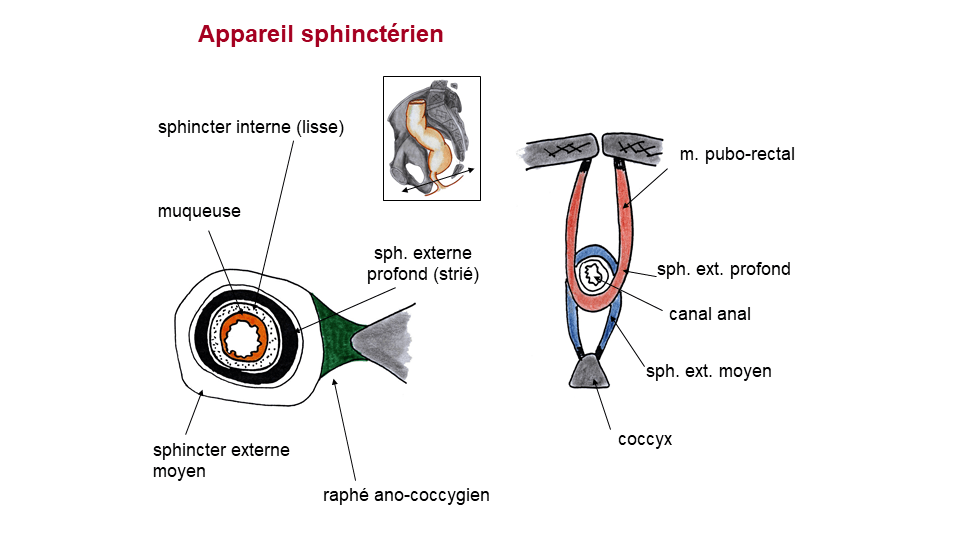 Appareil sphinctérien
sphincter interne (lisse)
muqueuse
sph. externe
profond (strié)
sphincter externe
moyen
raphé ano-coccygien
m. pubo-rectal
sph. ext. profond
canal anal
sph. ext. moyen
coccyx